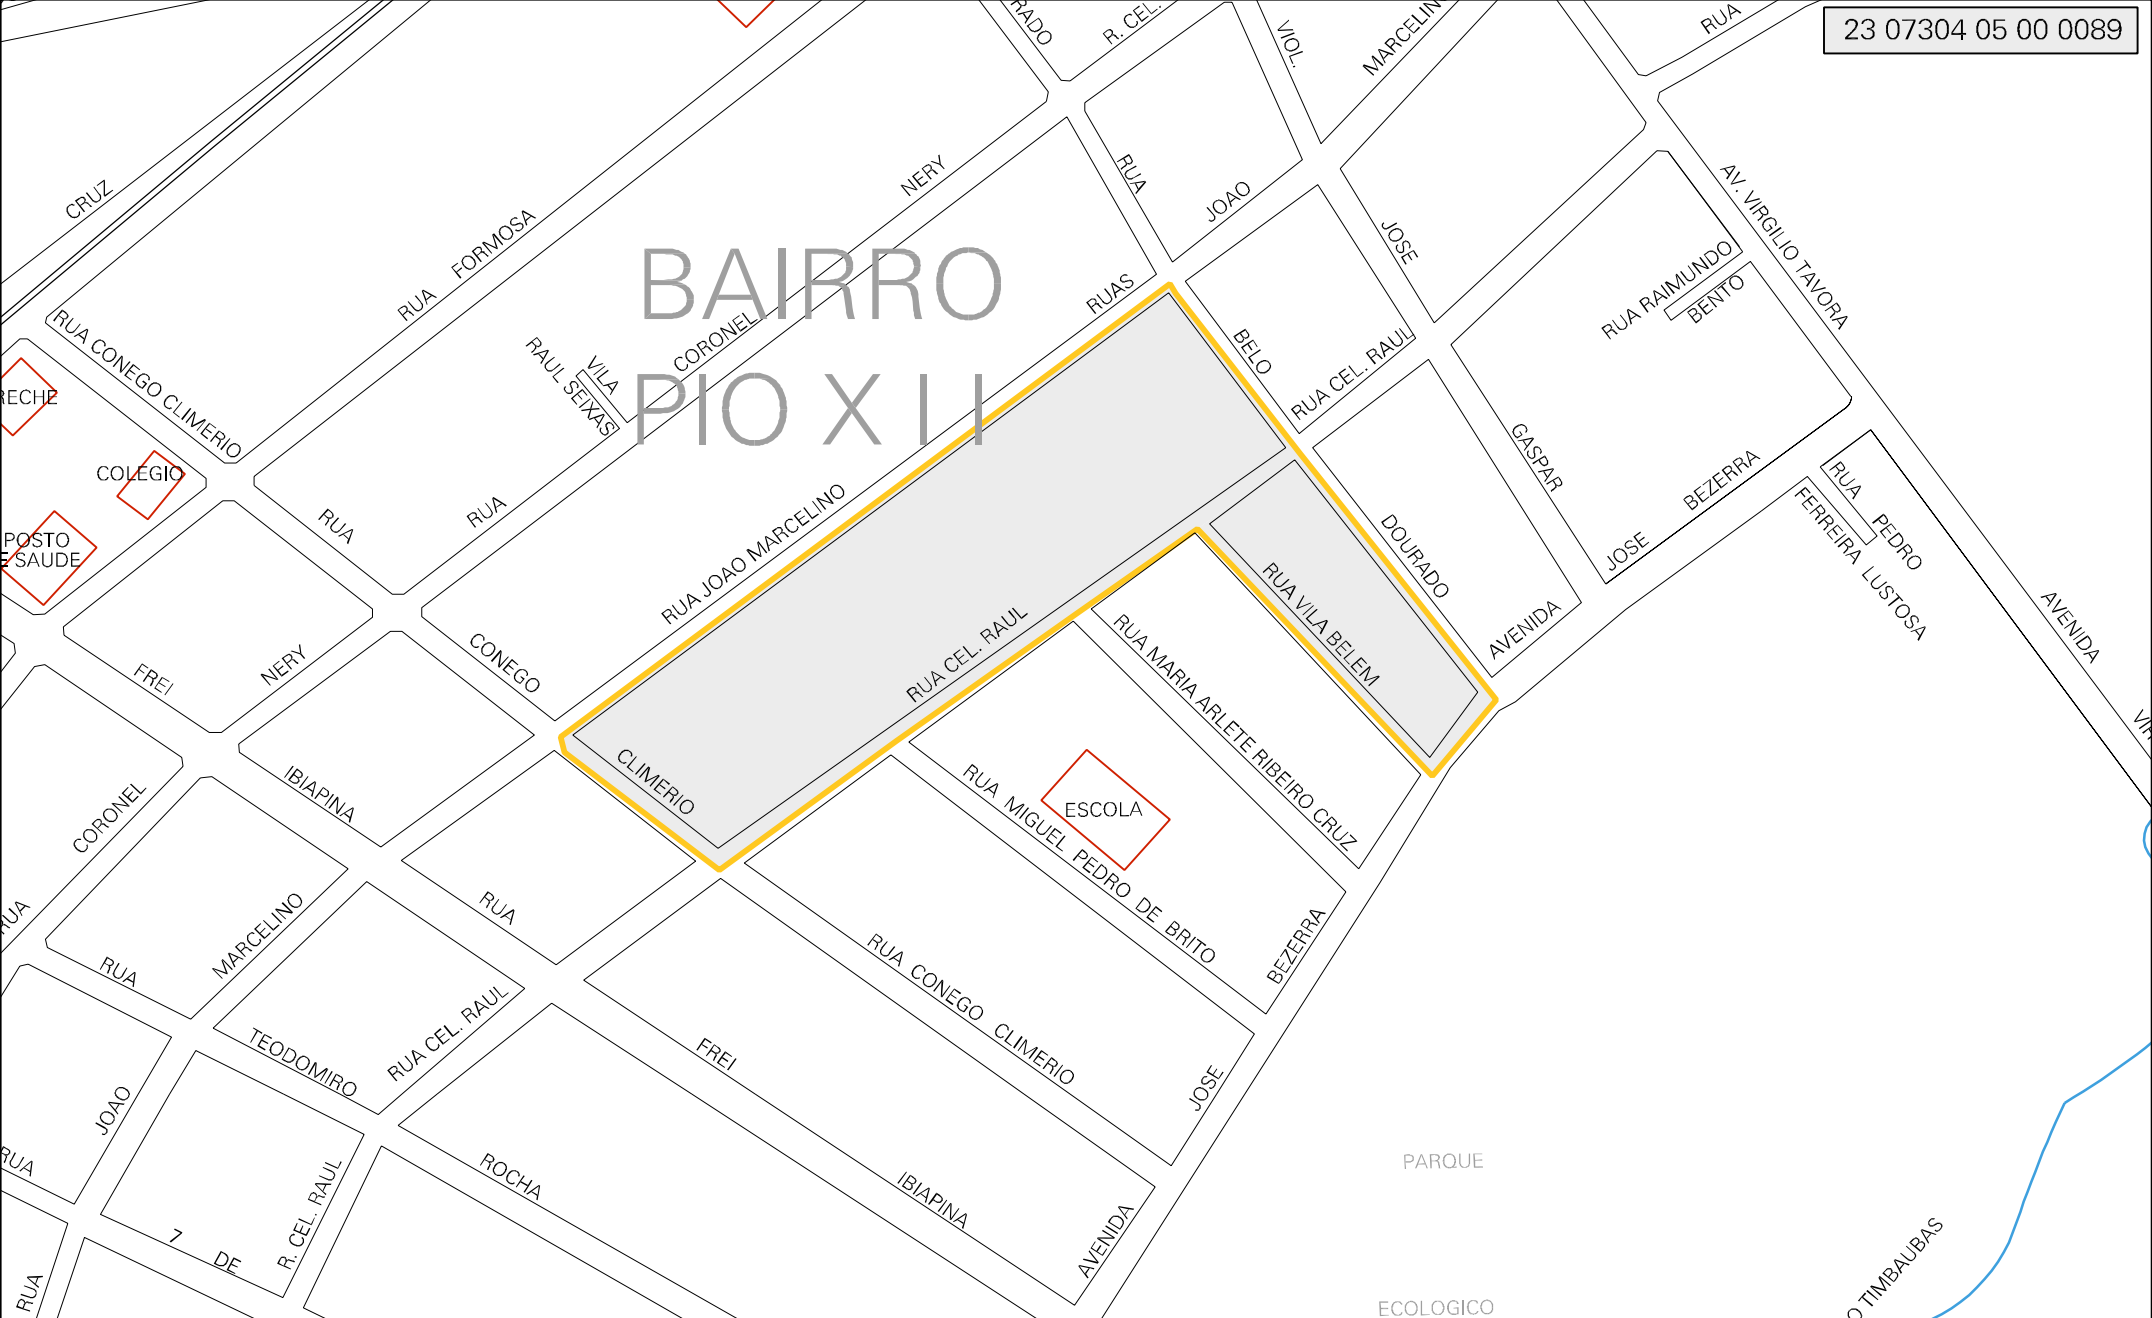 23 07304 05 00 0089
RUA
R. CEL.
VIOL.
MARCELIN
RADO
CRUZ
RUA FORMOSA
NERY
RUA
JOAO
JOSE
AV. VIRGILIO TAVORA
RUA RAIMUNDO
BENTO
BAIRRO
PIO X I I
RUAS
RUA CONEGO CLIMERIO
VILA
RAUL SEIXAS
CORONEL
BELO
RUA CEL. RAUL
RECHE
COLEGIO
POSTO
E SAUDE
RUA
RUA
RUA JOAO MARCELINO
GASPAR
BEZERRA
JOSE
RUA PEDRO
FERREIRA LUSTOSA
DOURADO
AVENIDA
AVENIDA
VIR
RUA VILA BELEM
RUA CEL. RAUL
RUA MARIA ARLETE RIBEIRO CRUZ
CONEGO
NERY
FREI
CLIMERIO
IBIAPINA
CORONEL
ESCOLA
RUA MIGUEL PEDRO DE BRITO
RUA
RUA
MARCELINO
RUA
BEZERRA
RUA CONEGO CLIMERIO
RUA CEL. RAUL
TEODOMIRO
FREI
JOSE
JOAO
RUA
ROCHA
R. CEL. RAUL
IBIAPINA
AVENIDA
PARQUE
7 DE
RUA
ECOLOGICO
O TIMBAUBAS